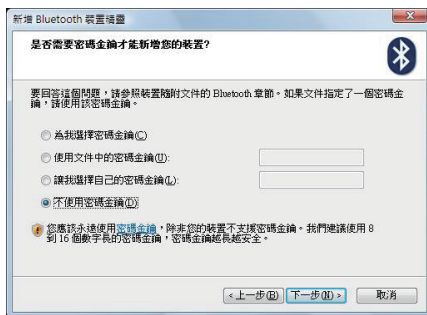 新增 Bluetooth 裝置精靈
是否需要密碼金鑰才能新增您的裝置?
要回答這個問題，請參照裝置隨附文件的 Bluetooth 章節。如果文件指定了一個密碼金
鑰，請使用該密碼金鑰。
為我選擇密碼金鑰(C)
使用文件中的密碼金鑰(U):
讓我選擇自己的密碼金鑰(L):
不使用密碼金鑰(D)
您應該永遠使用密碼金鑰，除非您的裝置不支援密碼金鑰。我們建議使用 8
到 16 個數字長的密碼金鑰，密碼金鑰越長越安全。
<上一步(B) 下一步(N) > 取消